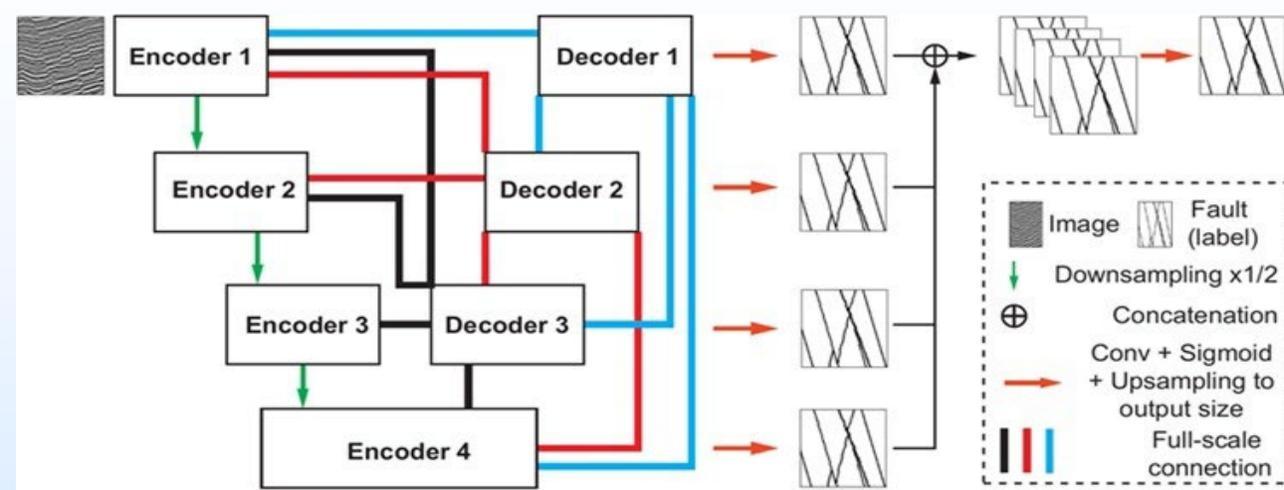 Encoder 1
Decoder 1
Encoder 2
Decoder 2
Encoder 3
Decoder 3
Encoder 4
Image
Fault
(label)
Downsampling x1/2
Concatenation
Conv + Sigmoid
+ Upsampling to
output size
Full-scale
connection